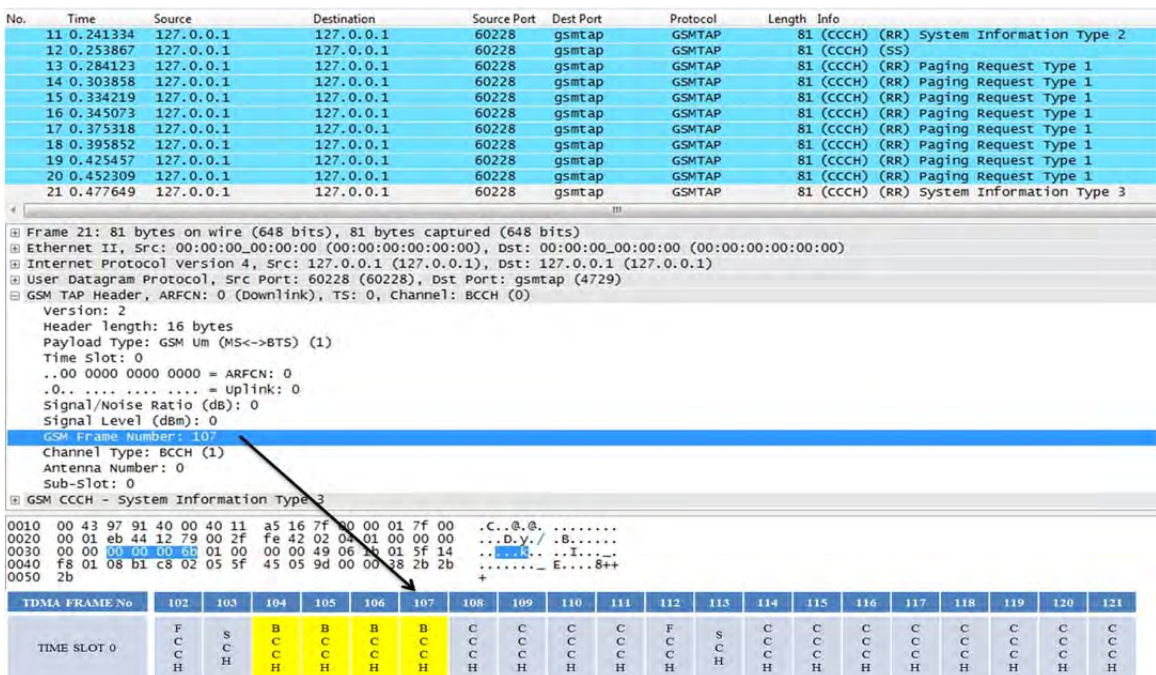 No. Time Source Destination Source Port Dest Port Protocol Length Info
11 0.241334 127.0.0.1 127.0.0.1 60228 gsmtap GSMTAP 81 (CCCH) (RR) System Information Type 2
12 0.253867 127.0.0.1 127.0.0.1 60228 gsmtap GSMTAP 81 (CCCH) (SS)
13 0.284123 127.0.0.1 127.0.0.1 60228 gsmtap GSMTAP 81 (CCCH) (RR) Paging Request Type 1
14 0.303858 127.0.0.1 127.0.0.1 60228 gsmtap GSMTAP 81 (CCCH) (RR) Paging Request Type 1
15 0.334219 127.0.0.1 127.0.0.1 60228 gsmtap GSMTAP 81 (CCCH) (RR) Paging Request Type 1
16 0.345073 127.0.0.1 127.0.0.1 60228 gsmtap GSMTAP 81 (CCCH) (RR) Paging Request Type 1
17 0.375318 127.0.0.1 127.0.0.1 60228 gsmtap GSMTAP 81 (CCCH) (RR) Paging Request Type 1
18 0.395852 127.0.0.1 127.0.0.1 60228 gsmtap GSMTAP 81 (CCCH) (RR) Paging Request Type 1
19 0.425457 127.0.0.1 127.0.0.1 60228 gsmtap GSMTAP 81 (CCCH) (RR) Paging Request Type 1
20 0.452309 127.0.0.1 127.0.0.1 60228 gsmtap GSMTAP 81 (CCCH) (RR) Paging Request Type 1
21 0.477649 127.0.0.1 127.0.0.1 60228 gsmtap GSMTAP 81 (CCCH) (RR) System Information Type 3
Frame 21: 81 bytes on wire (648 bits), 81 bytes captured (648 bits)
Ethernet II, Src: 00:00:00_00:00:00 (00:00:00:00:00:00), Dst: 00:00:00_00:00:00 (00:00:00:00:00:00)
Internet Protocol Version 4, Src: 127.0.0.1 (127.0.0.1), Dst: 127.0.0.1 (127.0.0.1)
User Datagram Protocol, Src Port: 60228 (60228), Dst Port: gsmtap (4729)
GSM TAP Header, ARFCN: 0 (Downlink), TS: 0, Channel: BCCH (0)
Version: 2
Header length: 16 bytes
Payload Type: GSM Um (MS<->BTS) (1)
Time Slot: 0
..00 0000 0000 0000 = ARFCN: 0
.0.. .... .... .... = Uplink: 0
Signal/Noise Ratio (dB): 0
Signal Level (dBm): 0
GSM Frame Number: 107
Channel Type: BCCH (1)
Antenna Number: 0
Sub-Slot: 0
GSM CCCH - System Information Type 3
0010 00 43 97 91 40 00 40 11 a5 16 7f 00 00 01 7f 00 .C..@.@. ........
0020 00 01 eb 44 12 79 00 2f fe 42 02 04 01 00 00 00 ...D.y./ .B......
0030 00 00 00 00 00 6b 01 00 00 00 49 06 1b 01 5f 14 .....k.. ..I..._.
0040 f8 01 08 b1 c8 02 05 5f 45 05 9d 00 00 38 2b 2b ......._ E....8++
0050 2b +
TDMA FRAME No 102 103 104 105 106 107 108 109 110 111 112 113 114 115 116 117 118 119 120 121
TIME SLOT 0 FCCH SCH BCCH BCCH BCCH BCCH CCCH CCCH CCCH CCCH FCCH SCH CCCH CCCH CCCH CCCH CCCH CCCH CCCH CCCH